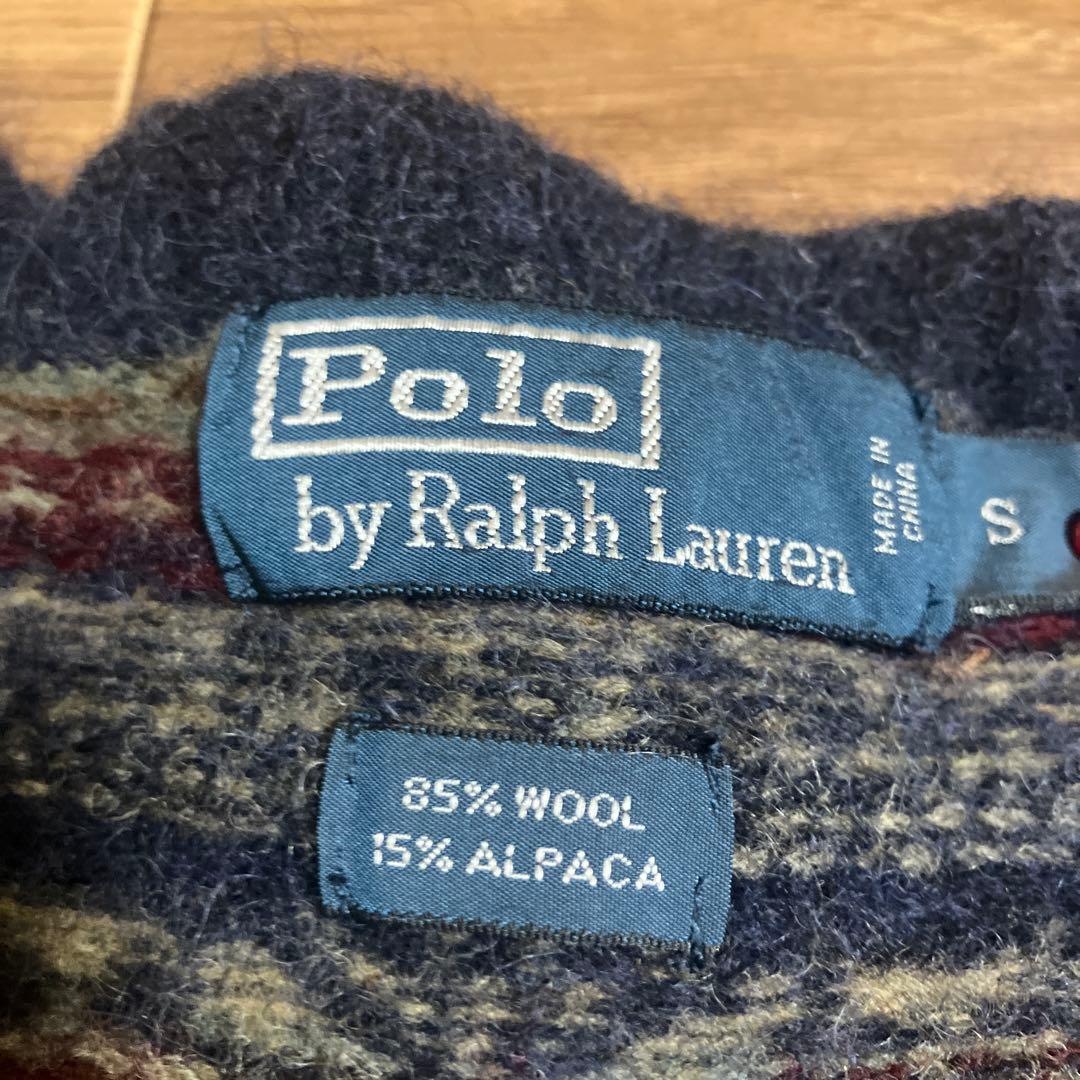 Polo
by Ralph Lauren
MADE IN
CHINA
S
85% WOOL
15% ALPACA